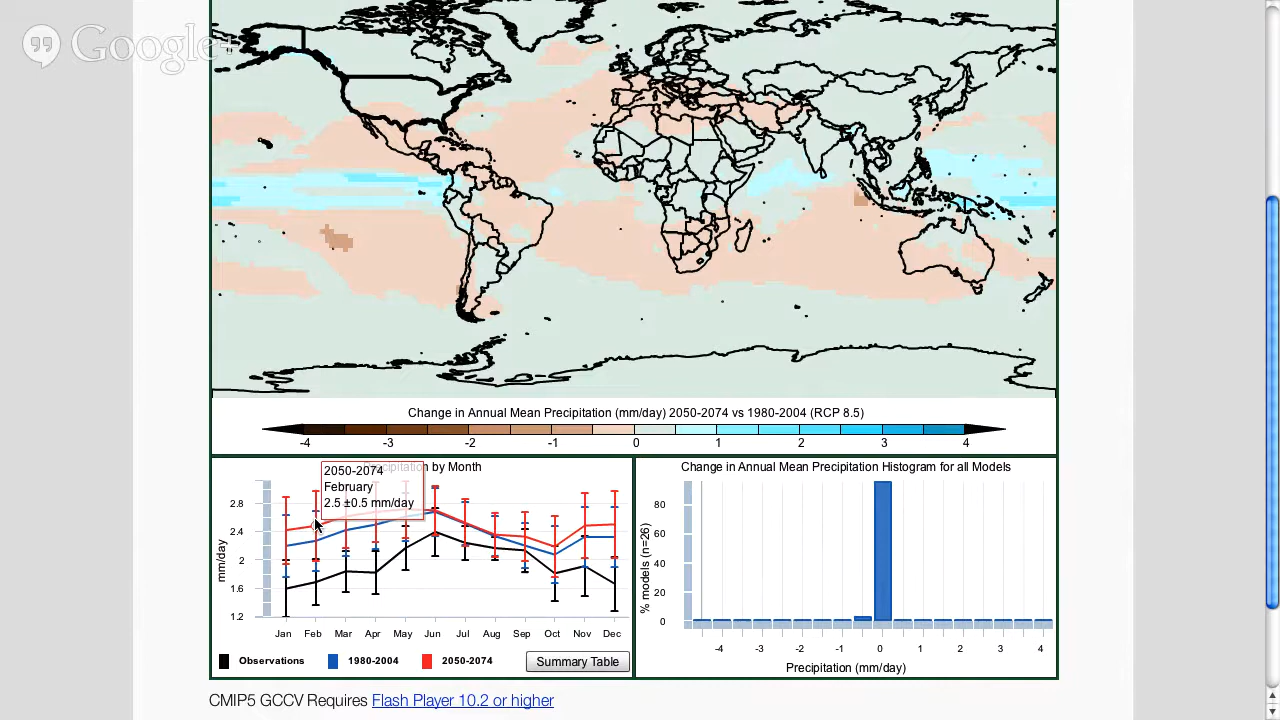 Google+
Change in Annual Mean Precipitation (mm/day) 2050-2074 vs 1980-2004 (RCP 8.5)
-4 -3 -2 -1 0 1 2 3 4
Precipitation by Month
2050-2074
February
2.5 ±0.5 mm/day
2.8
2.4
2
1.6
1.2
mm/day
Jan Feb Mar Apr May Jun Jul Aug Sep Oct Nov Dec
Observations 1980-2004 2050-2074 Summary Table
Change in Annual Mean Precipitation Histogram for all Models
80
60
40
20
0
% models (n=26)
-4 -3 -2 -1 0 1 2 3 4
Precipitation (mm/day)
CMIP5 GCCV Requires Flash Player 10.2 or higher